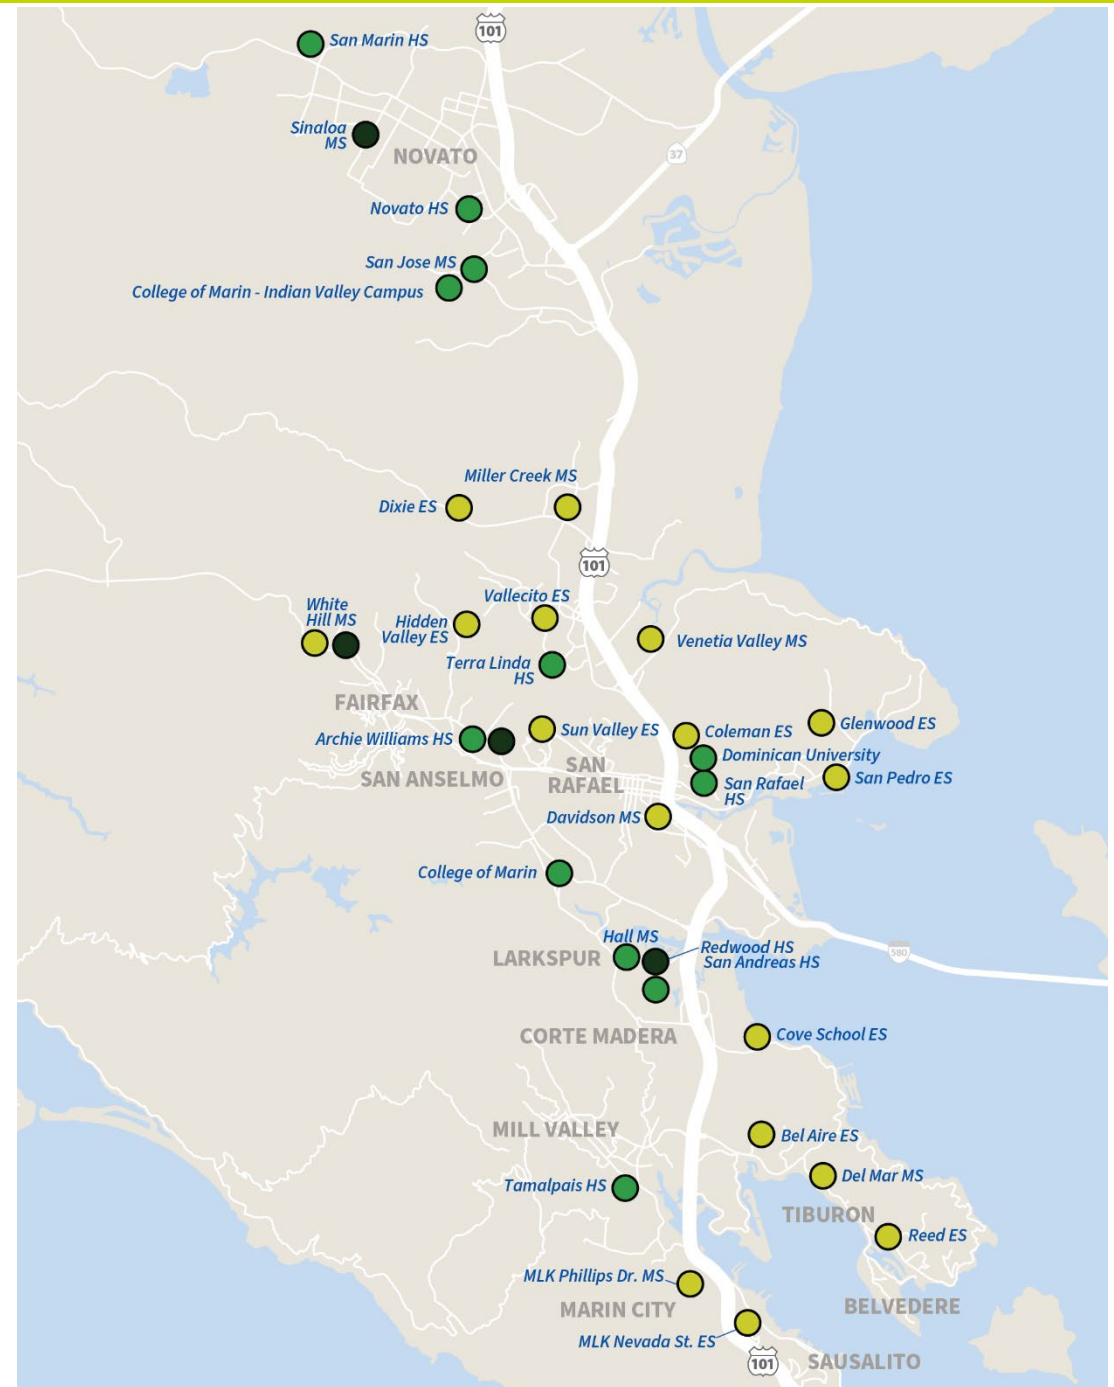 101
San Marin HS
Sinaloa
MS
NOVATO
37
Novato HS
San Jose MS
College of Marin - Indian Valley Campus
Miller Creek MS
Dixie ES
101
Vallecito ES
White
Hill MS
Hidden
Valley ES
Venetia Valley MS
Terra Linda
HS
FAIRFAX
Archie Williams HS
Sun Valley ES
Coleman ES
Glenwood ES
Dominican University
SAN ANSELMO
SAN
RAFAEL
San Rafael
HS
San Pedro ES
Davidson MS
College of Marin
Hall MS
Redwood HS
San Andreas HS
LARKSPUR
580
CORTE MADERA
Cove School ES
MILL VALLEY
Bel Aire ES
Tamalpais HS
Del Mar MS
TIBURON
Reed ES
MLK Phillips Dr. MS
MARIN CITY
BELVEDERE
MLK Nevada St. ES
101
SAUSALITO